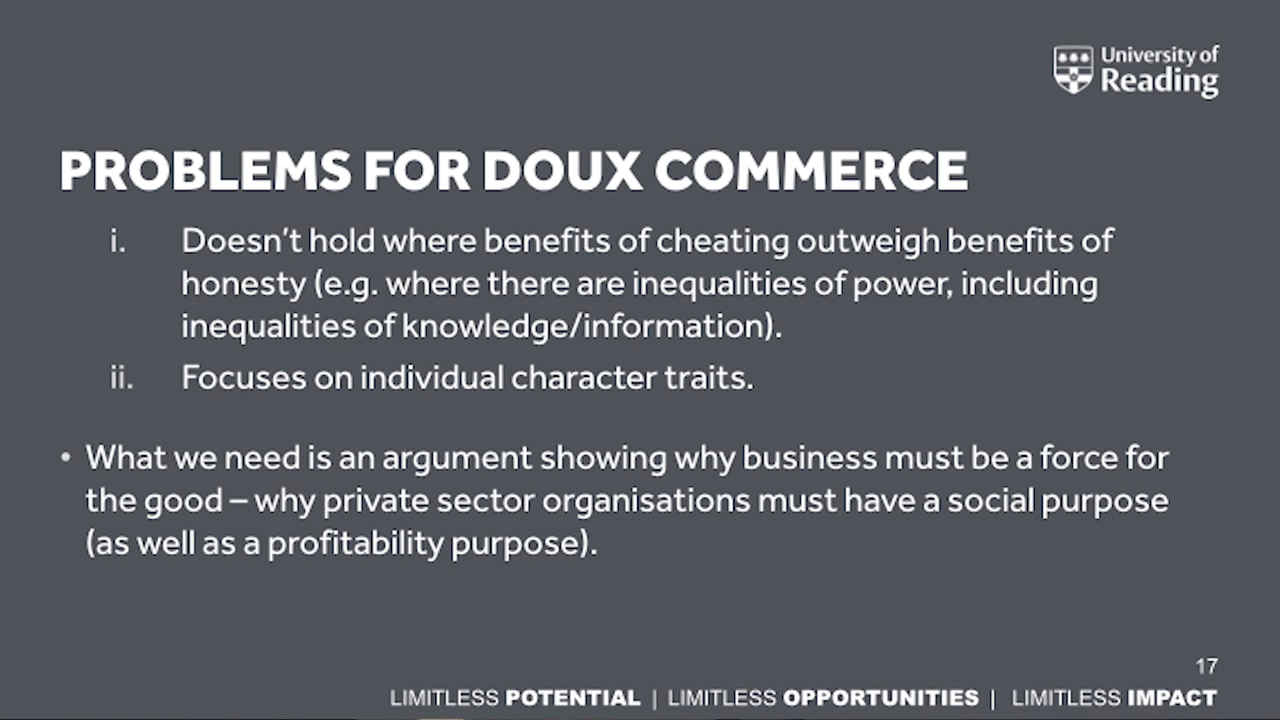 University of
Reading
PROBLEMS FOR DOUX COMMERCE
i. Doesn't hold where benefits of cheating outweigh benefits of
honesty (e.g. where there are inequalities of power, including
inequalities of knowledge/information).
ii. Focuses on individual character traits.
• What we need is an argument showing why business must be a force for
the good – why private sector organisations must have a social purpose
(as well as a profitability purpose).
17
LIMITLESS POTENTIAL | LIMITLESS OPPORTUNITIES | LIMITLESS IMPACT